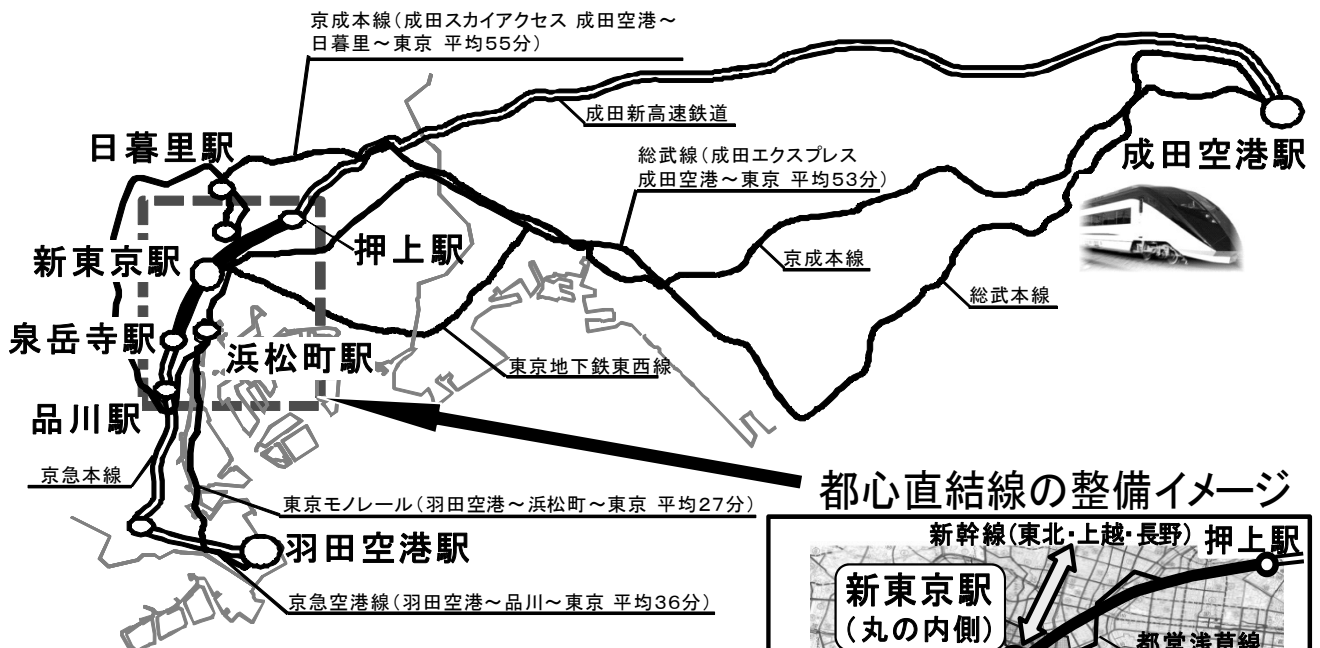 京成本線(成田スカイアクセス 成田空港～
日暮里～東京 平均55分)
成田新高速鉄道
日暮里駅
総武線(成田エクスプレス
成田空港～東京 平均53分)
成田空港駅
押上駅
新東京駅
京成本線
総武本線
泉岳寺駅
浜松町駅
東京地下鉄東西線
品川駅
京急本線
都心直結線の整備イメージ
東京モノレール(羽田空港～浜松町～東京 平均27分)
新幹線(東北・上越・長野)
押上駅
羽田空港駅
新東京駅
(丸の内側)
京急空港線(羽田空港～品川～東京 平均36分)
都営浅草線